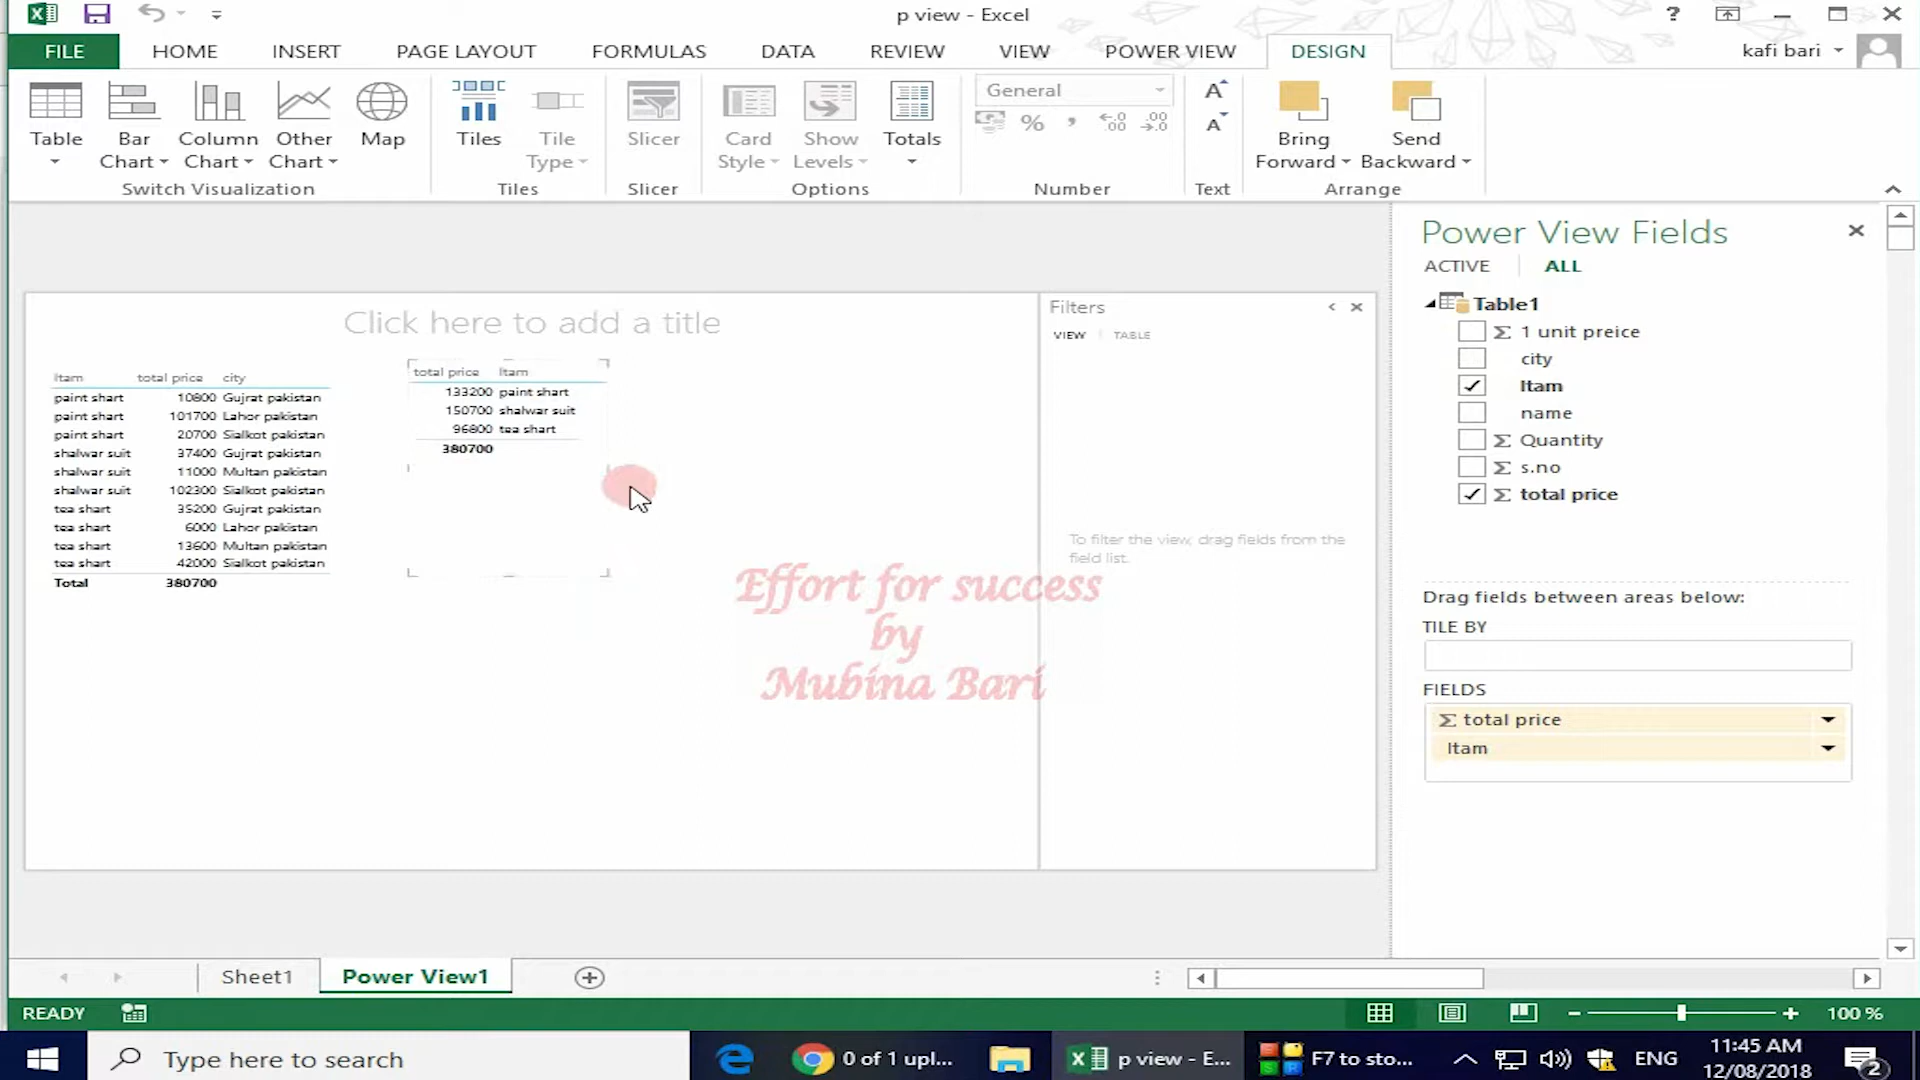 p view - Excel
?
FILE HOME INSERT PAGE LAYOUT FORMULAS DATA REVIEW VIEW POWER VIEW DESIGN kafi bari
Table Bar Chart Column Chart Other Chart Map Tiles Tile Type Slicer Card Style Show Levels Totals General Bring Forward Send Backward
% , .00 .00 A A
Switch Visualization Tiles Slicer Options Number Text Arrange
Click here to add a title
Itam total price city
paint shart 10800 Gujrat pakistan
paint shart 101700 Lahor pakistan
paint shart 20700 Sialkot pakistan
shalwar suit 37400 Gujrat pakistan
shalwar suit 11000 Multan pakistan
shalwar suit 102300 Sialkot pakistan
tea shart 35200 Gujrat pakistan
tea shart 6000 Lahor pakistan
tea shart 13600 Multan pakistan
tea shart 42000 Sialkot pakistan
Total 380700
total price Itam
133200 paint shart
150700 shalwar suit
96800 tea shart
380700
Effort for success
by
Mubina Bari
Filters
VIEW TABLE
To filter the view, drag fields from the
field list.
Power View Fields
ACTIVE ALL
Table1
Σ 1 unit preice
city
Itam
name
Σ Quantity
Σ s.no
Σ total price
Drag fields between areas below:
TILE BY
FIELDS
Σ total price
Itam
Sheet1 Power View1
READY 100 %
Type here to search 0 of 1 upl... p view - E... F7 to sto... ENG 11:45 AM
12/08/2018 2